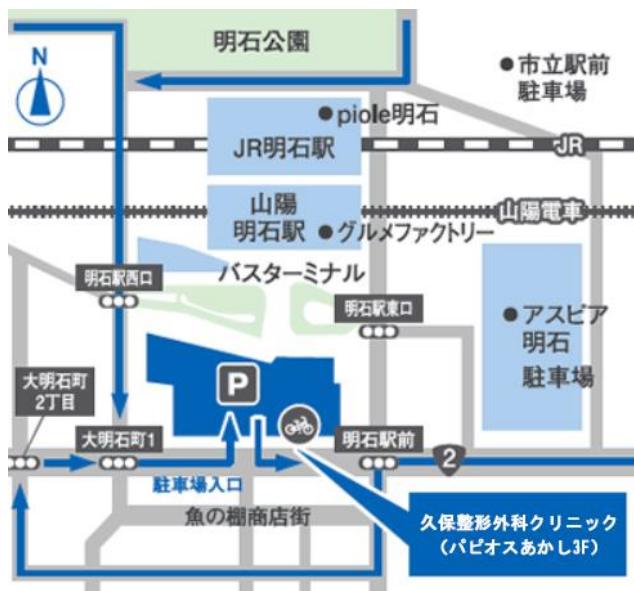 明石公園
N
市立駅前
駐車場
piole明石
JR明石駅
JR
山陽
明石駅
グルメファクトリー
山陽電車
バスターミナル
明石駅西口
明石駅東口
アスピア
明石
駐車場
P
大明石町
2丁目
大明石町1
明石駅前
2
駐車場入口
魚の棚商店街
久保整形外科クリニック
（パピオスあかし3F）